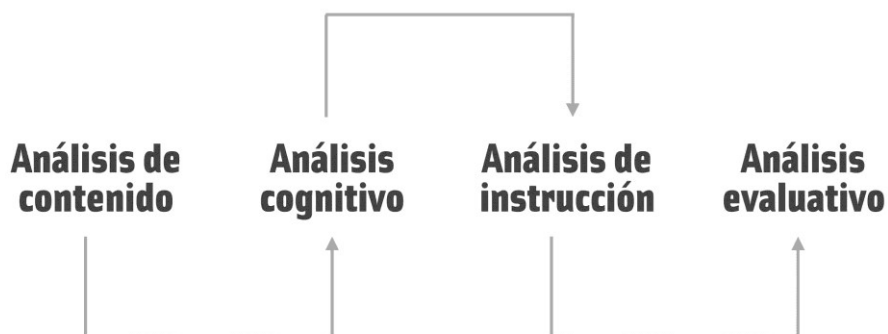 Análisis de
contenido
Análisis
cognitivo
Análisis de
instrucción
Análisis
evaluativo